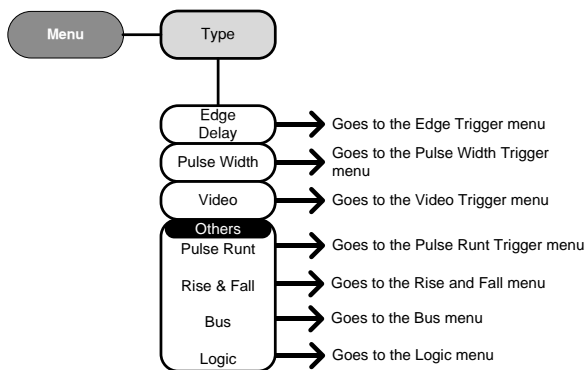 Menu
Type
Edge
Delay
Goes to the Edge Trigger menu
Pulse Width
Goes to the Pulse Width Trigger
menu
Video
Goes to the Video Trigger menu
Others
Pulse Runt
Goes to the Pulse Runt Trigger menu
Rise & Fall
Goes to the Rise and Fall menu
Bus
Goes to the Bus menu
Logic
Goes to the Logic menu